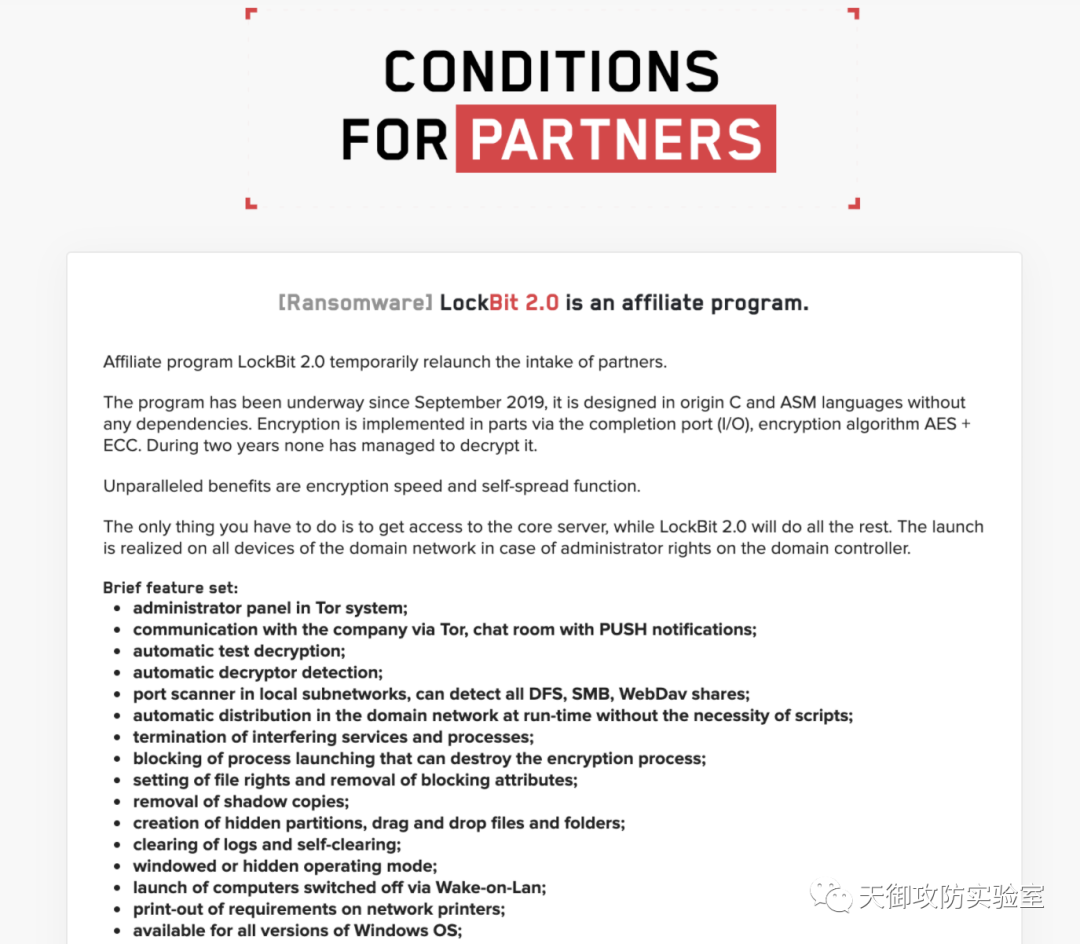 CONDITIONS
FOR PARTNERS
[Ransomware] LockBit 2.0 is an affiliate program.
Affiliate program LockBit 2.0 temporarily relaunch the intake of partners.
The program has been underway since September 2019, it is designed in origin C and ASM languages without
any dependencies. Encryption is implemented in parts via the completion port (I/O), encryption algorithm AES +
ECC. During two years none has managed to decrypt it.
Unparalleled benefits are encryption speed and self-spread function.
The only thing you have to do is to get access to the core server, while LockBit 2.0 will do all the rest. The launch
is realized on all devices of the domain network in case of administrator rights on the domain controller.
Brief feature set:
• administrator panel in Tor system;
• communication with the company via Tor, chat room with PUSH notifications;
• automatic test decryption;
• automatic decryptor detection;
• port scanner in local subnetworks, can detect all DFS, SMB, WebDav shares;
• automatic distribution in the domain network at run-time without the necessity of scripts;
• termination of interfering services and processes;
• blocking of process launching that can destroy the encryption process;
• setting of file rights and removal of blocking attributes;
• removal of shadow copies;
• creation of hidden partitions, drag and drop files and folders;
• clearing of logs and self-clearing;
• windowed or hidden operating mode;
• launch of computers switched off via Wake-on-Lan;
• print-out of requirements on network printers;
• available for all versions of Windows OS;
天御攻防实验室